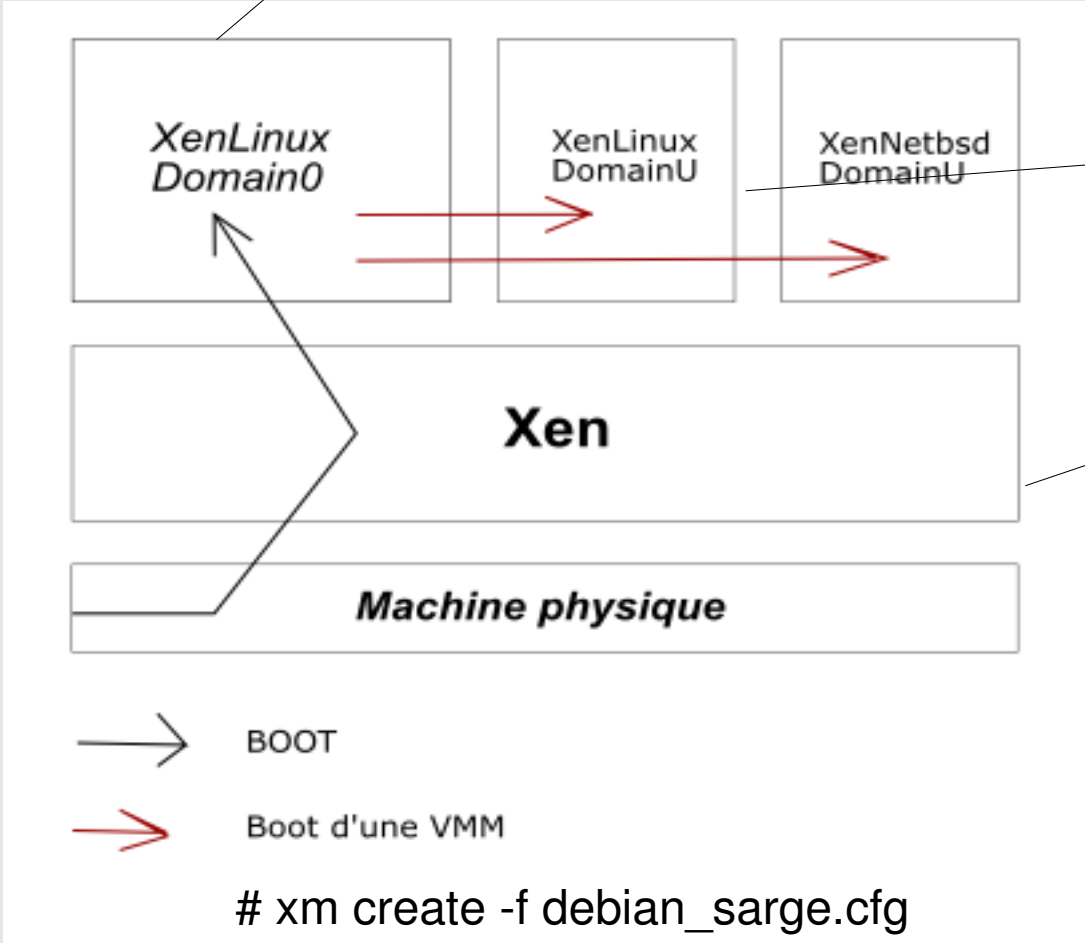 XenLinux
Domain0
XenLinux
DomainU
XenNetbsd
DomainU
Xen
Machine physique
BOOT
Boot d'une VMM
# xm create -f debian_sarge.cfg